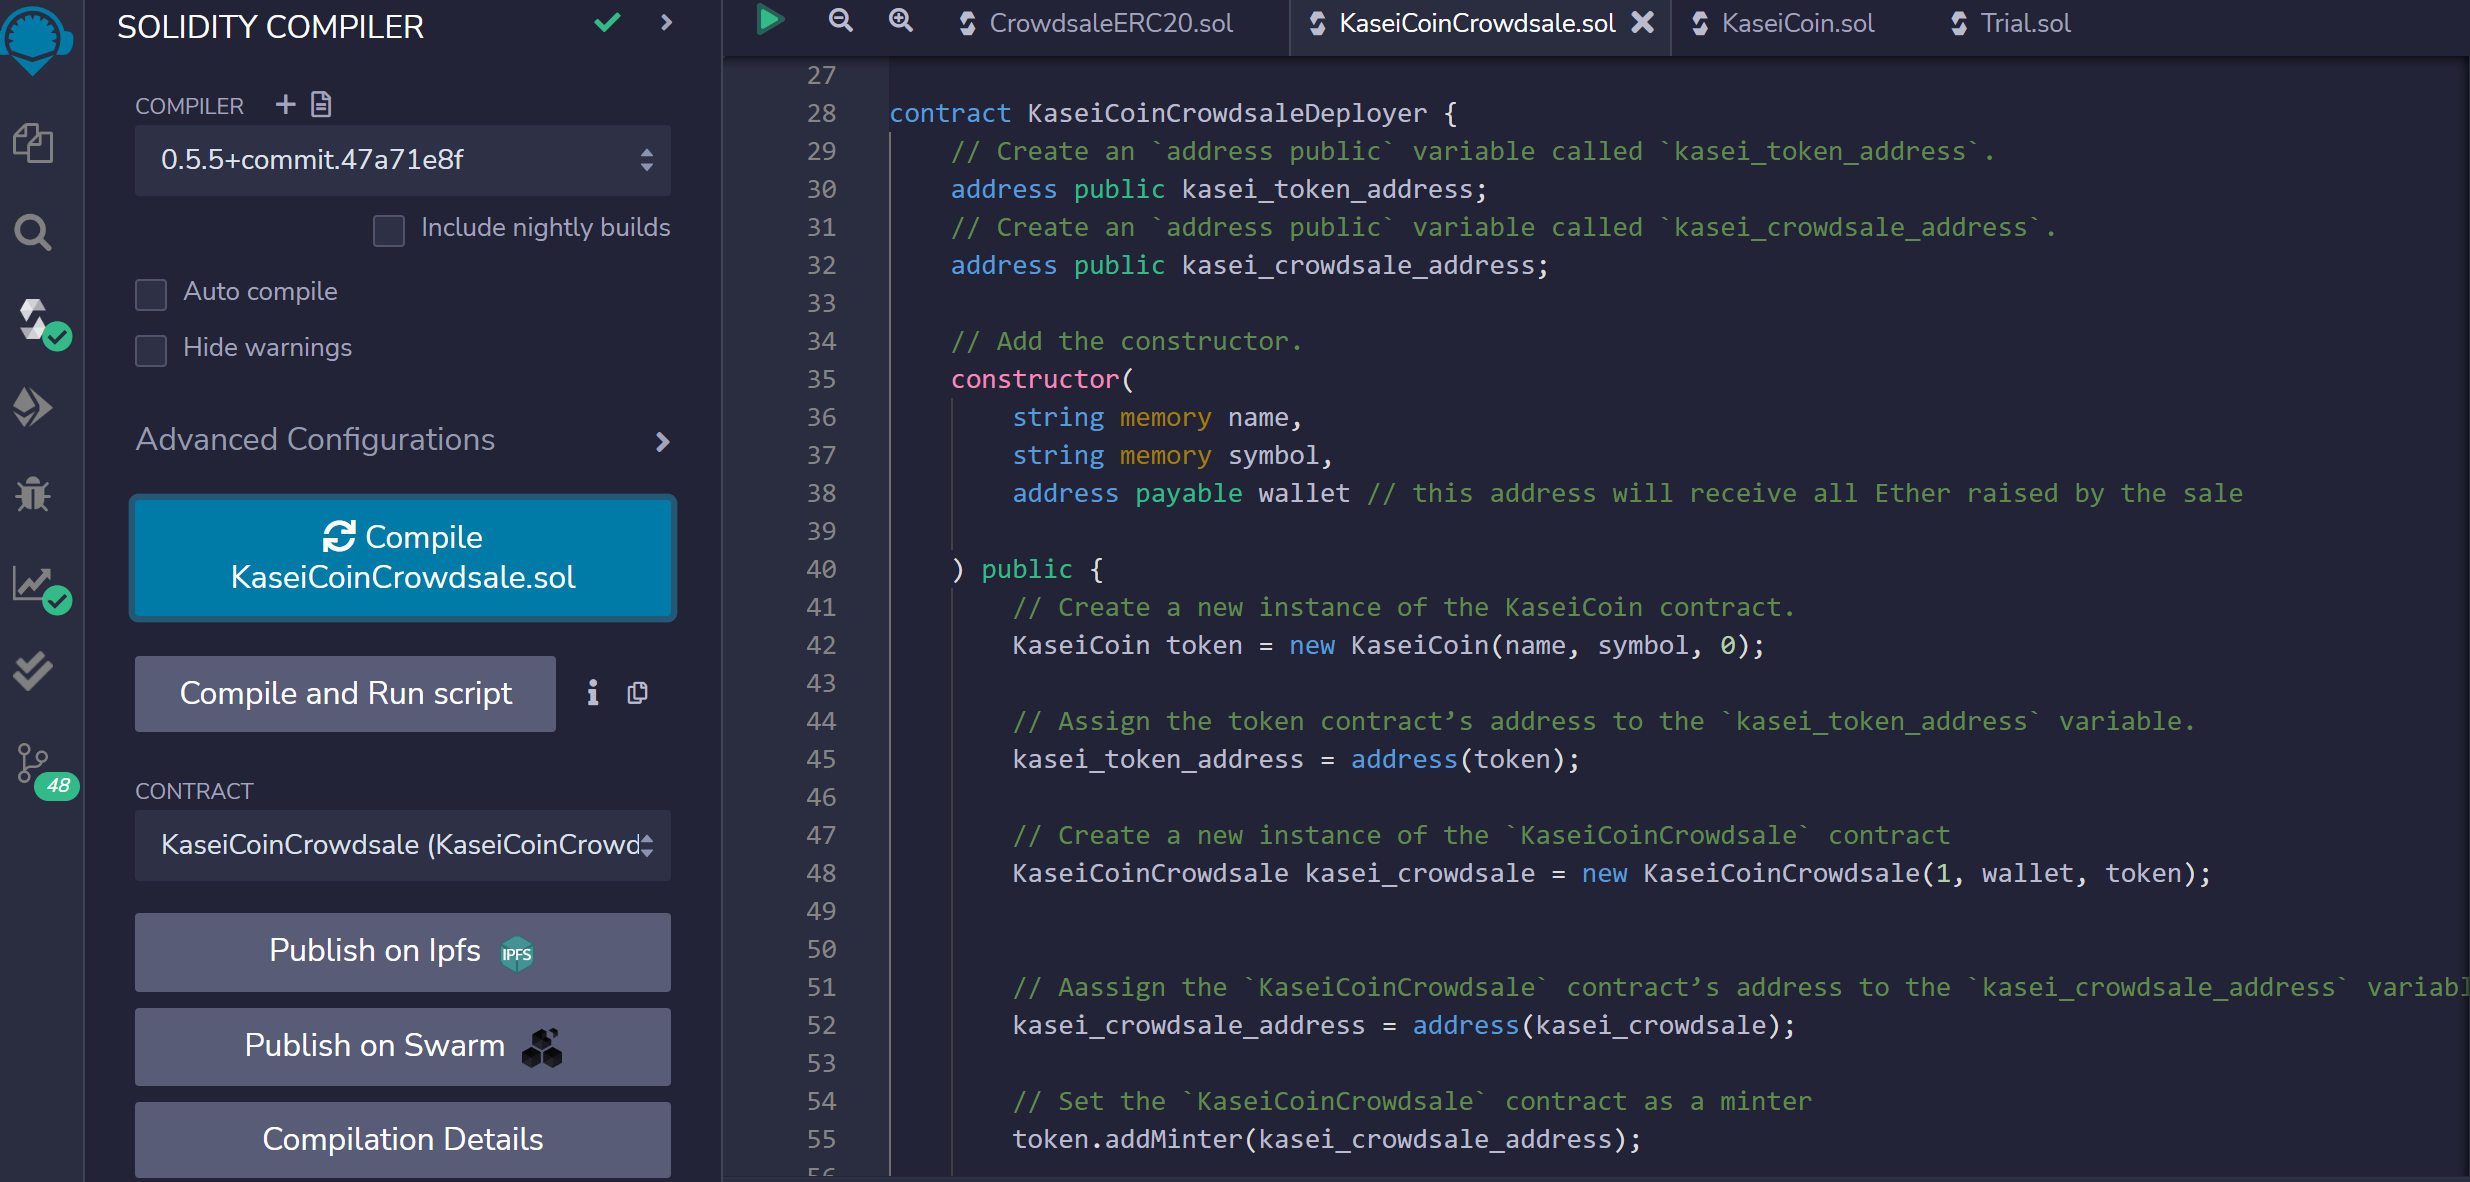 SOLIDITY COMPILER
COMPILER
0.5.5+commit.47a71e8f
Include nightly builds
Auto compile
Hide warnings
Advanced Configurations
Compile
KaseiCoinCrowdsale.sol
Compile and Run script
CONTRACT
KaseiCoinCrowdsale (KaseiCoinCrowd
Publish on Ipfs IPFS
Publish on Swarm
Compilation Details
48
CrowdsaleERC20.sol KaseiCoinCrowdsale.sol KaseiCoin.sol Trial.sol
27
28 contract KaseiCoinCrowdsaleDeployer {
29 // Create an `address public` variable called `kasei_token_address`.
30 address public kasei_token_address;
31 // Create an `address public` variable called `kasei_crowdsale_address`.
32 address public kasei_crowdsale_address;
33
34 // Add the constructor.
35 constructor(
36 string memory name,
37 string memory symbol,
38 address payable wallet // this address will receive all Ether raised by the sale
39
40 ) public {
41 // Create a new instance of the KaseiCoin contract.
42 KaseiCoin token = new KaseiCoin(name, symbol, 0);
43
44 // Assign the token contract’s address to the `kasei_token_address` variable.
45 kasei_token_address = address(token);
46
47 // Create a new instance of the `KaseiCoinCrowdsale` contract
48 KaseiCoinCrowdsale kasei_crowdsale = new KaseiCoinCrowdsale(1, wallet, token);
49
50
51 // Aassign the `KaseiCoinCrowdsale` contract’s address to the `kasei_crowdsale_address` variabl
52 kasei_crowdsale_address = address(kasei_crowdsale);
53
54 // Set the `KaseiCoinCrowdsale` contract as a minter
55 token.addMinter(kasei_crowdsale_address);
56